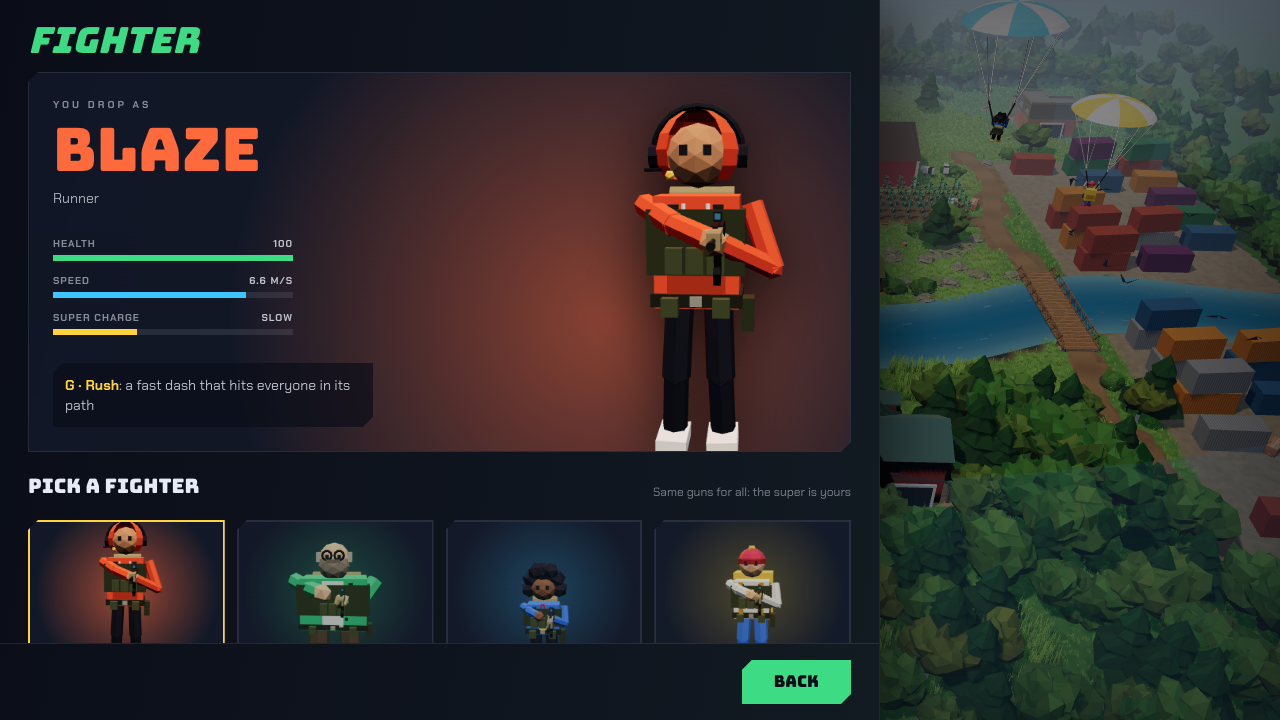 FIGHTER
YOU DROP AS
BLAZE
Runner
HEALTH 100
SPEED 6.6 M/S
SUPER CHARGE SLOW
G · Rush: a fast dash that hits everyone in its
path
PICK A FIGHTER
Same guns for all: the super is yours
BACK